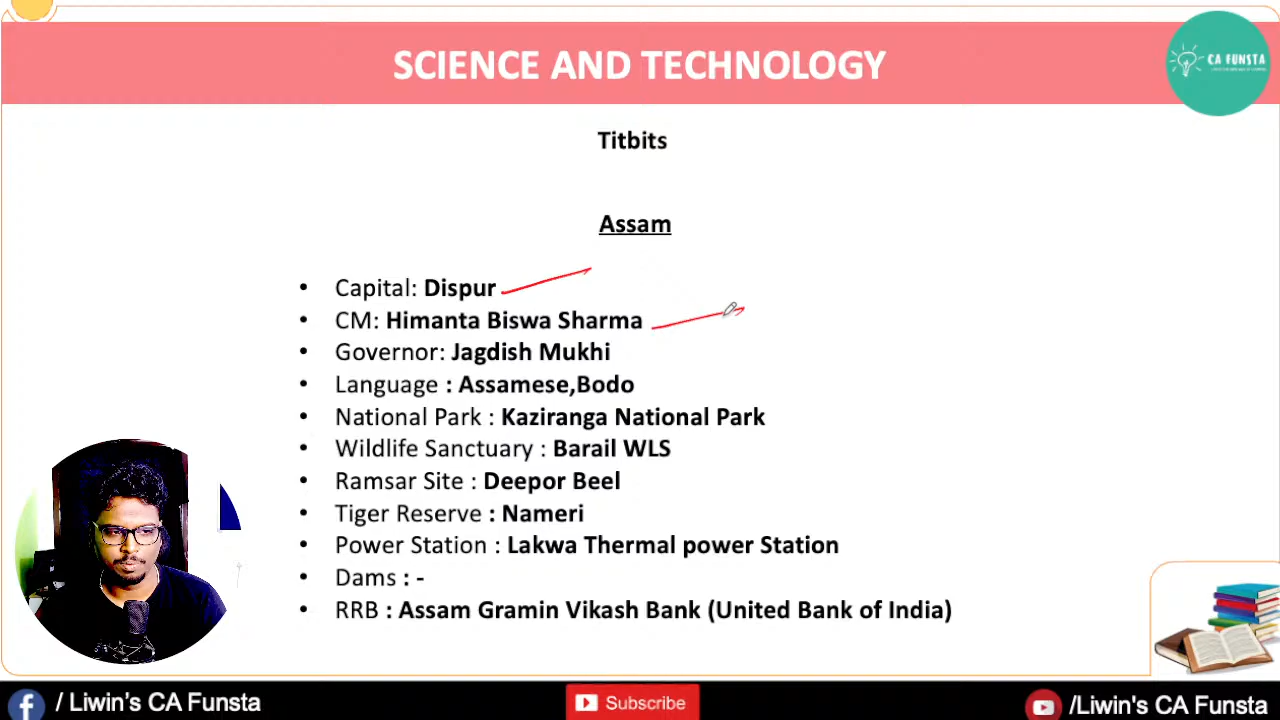 SCIENCE AND TECHNOLOGY
CA FUNSTA
Titbits
Assam
• Capital: Dispur
• CM: Himanta Biswa Sharma
• Governor: Jagdish Mukhi
• Language : Assamese,Bodo
• National Park : Kaziranga National Park
• Wildlife Sanctuary : Barail WLS
• Ramsar Site : Deepor Beel
• Tiger Reserve : Nameri
• Power Station : Lakwa Thermal power Station
• Dams : -
• RRB : Assam Gramin Vikash Bank (United Bank of India)
/ Liwin's CA Funsta
Subscribe
/Liwin's CA Funsta